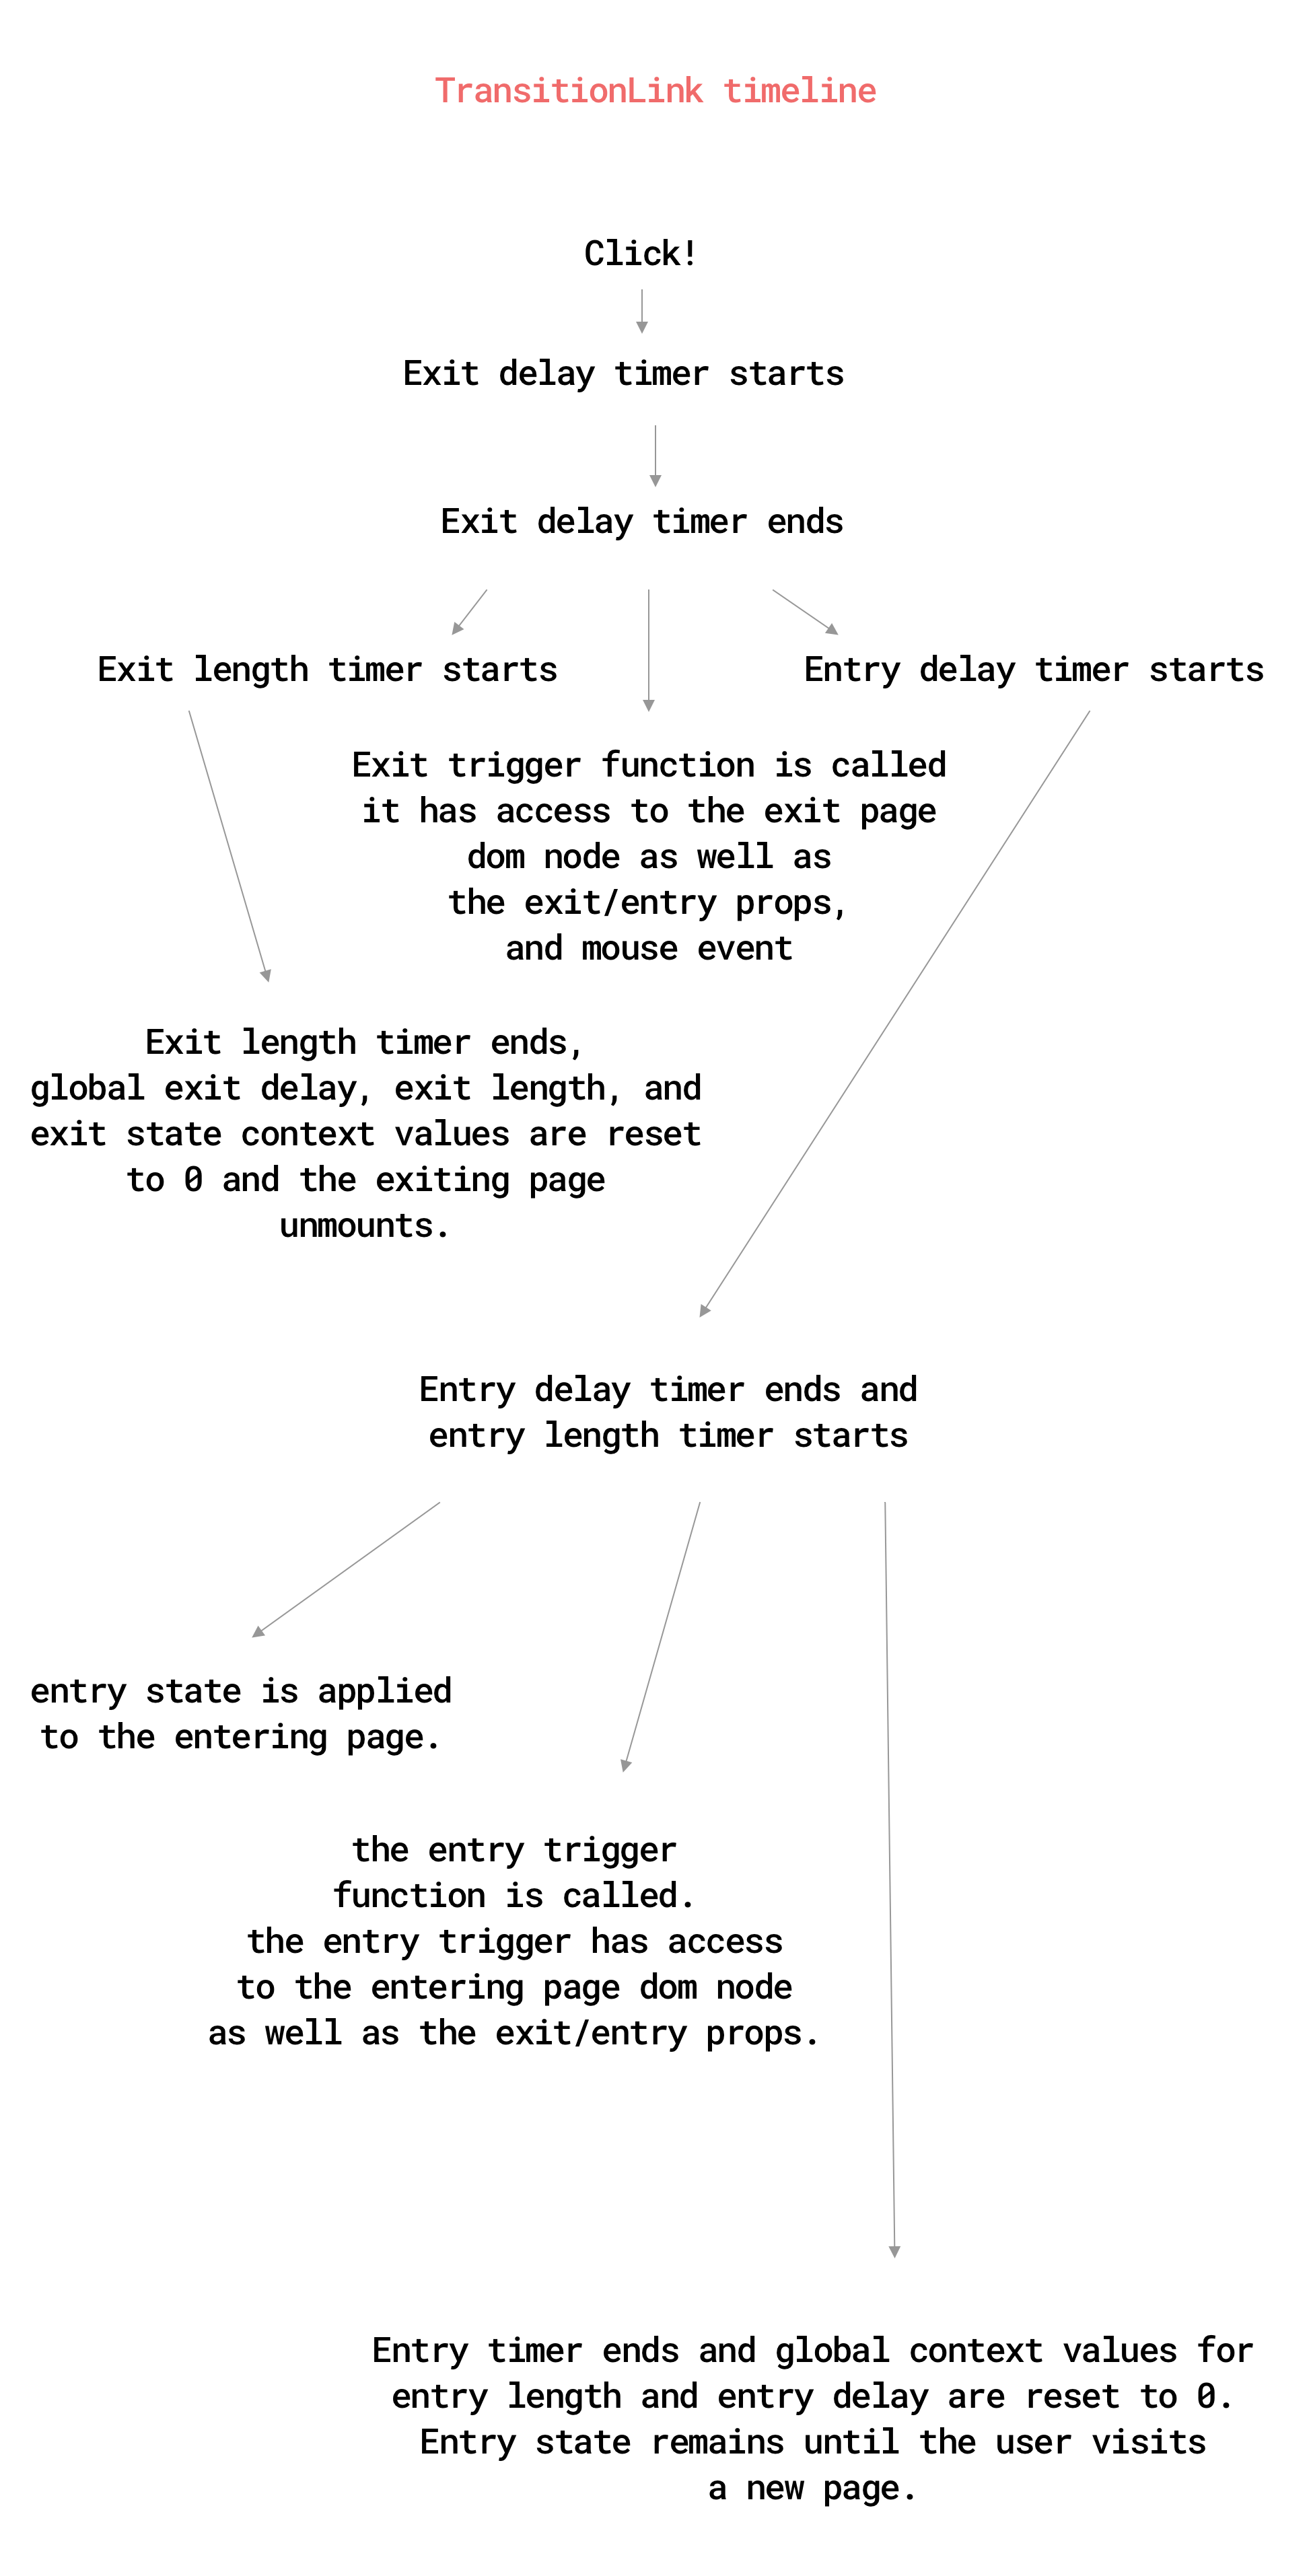 TransitionLink timeline
Click!
Exit delay timer starts
Exit delay timer ends
Exit length timer starts
Entry delay timer starts
Exit trigger function is called
it has access to the exit page
dom node as well as
the exit/entry props,
and mouse event
Exit length timer ends,
global exit delay, exit length, and
exit state context values are reset
to 0 and the exiting page
unmounts.
Entry delay timer ends and
entry length timer starts
entry state is applied
to the entering page.
the entry trigger
function is called.
the entry trigger has access
to the entering page dom node
as well as the exit/entry props.
Entry timer ends and global context values for
entry length and entry delay are reset to 0.
Entry state remains until the user visits
a new page.